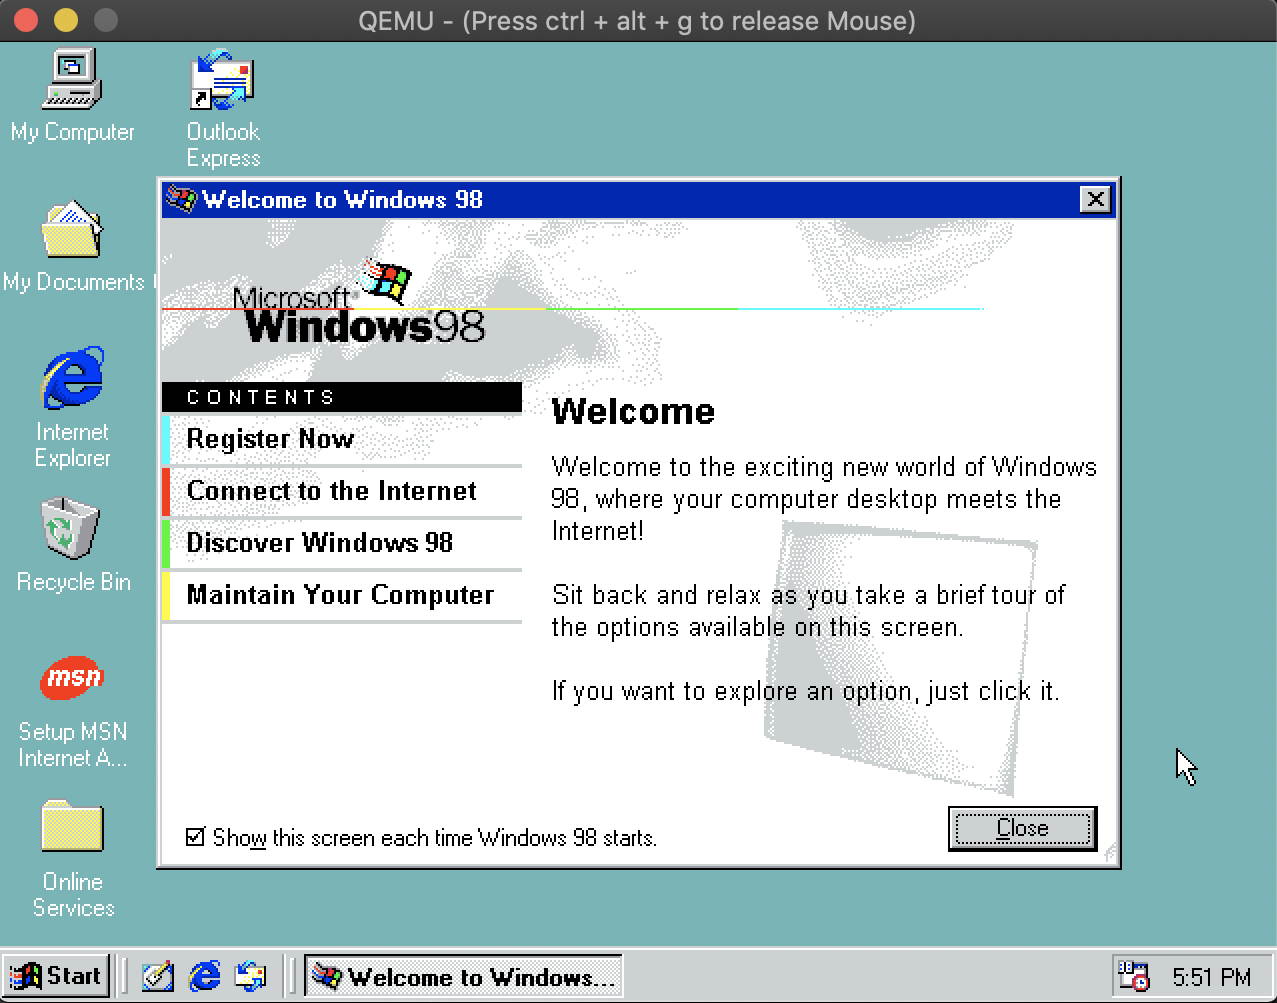 QEMU - (Press ctrl + alt + g to release Mouse)
My Computer
Outlook
Express
My Documents
Internet
Explorer
Recycle Bin
msn
Setup MSN
Internet A...
Online
Services
Welcome to Windows 98
Microsoft
Windows98
CONTENTS
Register Now
Connect to the Internet
Discover Windows 98
Maintain Your Computer
Welcome
Welcome to the exciting new world of Windows
98, where your computer desktop meets the
Internet!
Sit back and relax as you take a brief tour of
the options available on this screen.
If you want to explore an option, just click it.
Show this screen each time Windows 98 starts.
Close
Start
Welcome to Windows...
5:51 PM